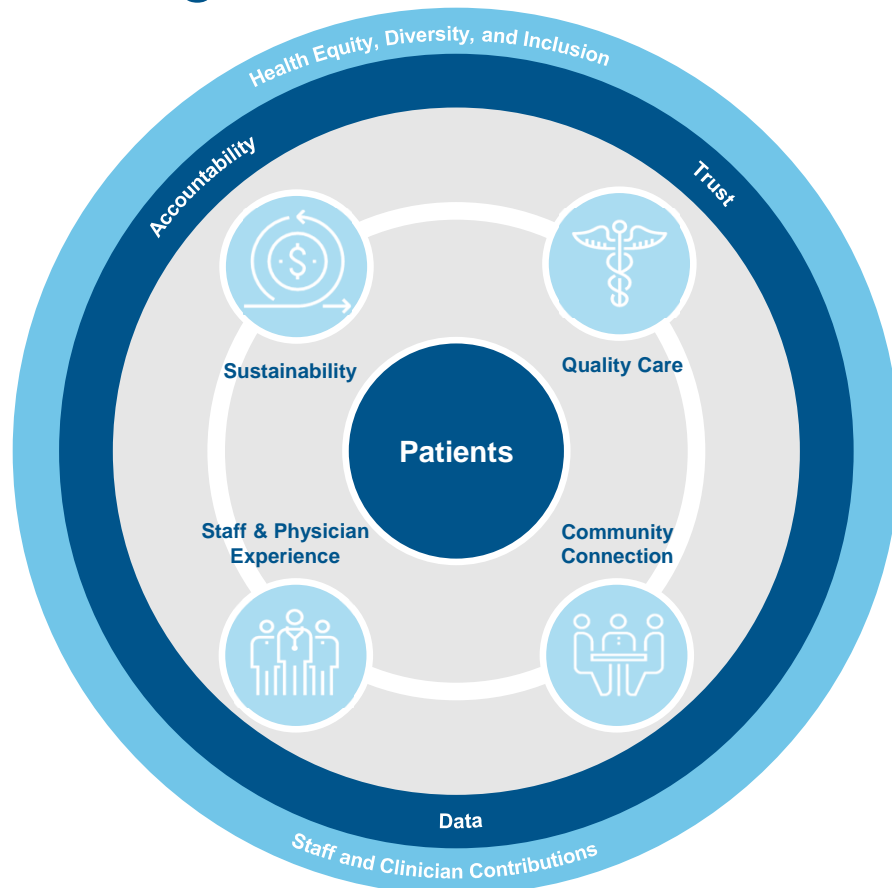 Health Equity, Diversity, and Inclusion
Accountability
Trust
Sustainability
Quality Care
Patients
Staff & Physician
Experience
Community
Connection
Data
Staff and Clinician Contributions